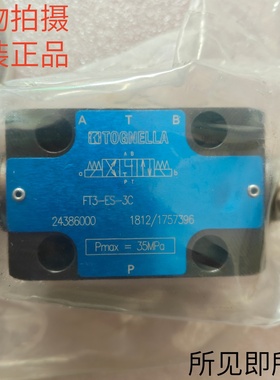 物拍摄
装正品
A T B
TOGNELLA
A B
P T
FT3-ES-3C
24386000 1812/1757396
Pmax = 35MPa
P
所见即所